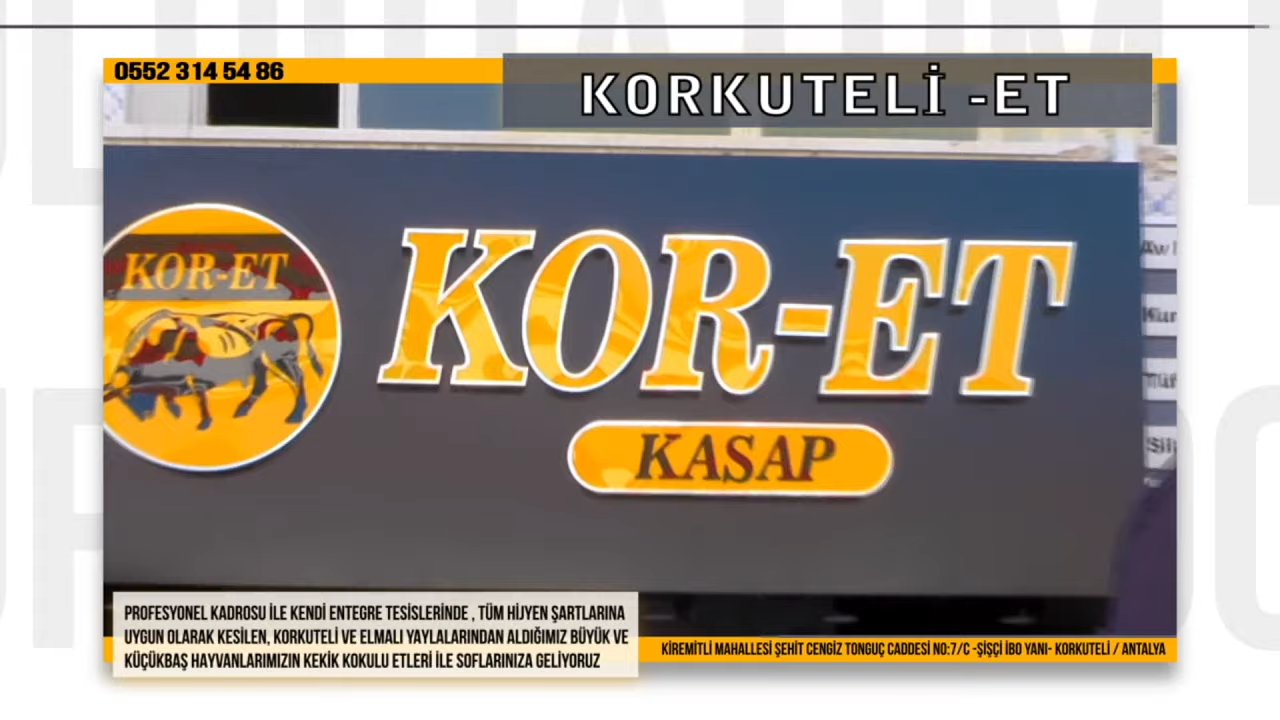 0552 314 54 86
KORKUTELİ -ET
KOR-ET
KOR-ET
KASAP
PROFESYONEL KADROSU İLE KENDİ ENTEGRE TESİSLERİNDE , TÜM HİJYEN ŞARTLARINA
UYGUN OLARAK KESİLEN, KORKUTELİ VE ELMALI YAYLALARINDAN ALDIĞIMIZ BÜYÜK VE
KÜÇÜKBAŞ HAYVANLARIMIZIN KEKİK KOKULU ETLERİ İLE SOFLARINIZA GELİYORUZ
KİREMİTLİ MAHALLESİ ŞEHİT CENGİZ TONGUÇ CADDESİ NO:7/C -ŞİŞÇİ İBO YANI- KORKUTELİ / ANTALYA